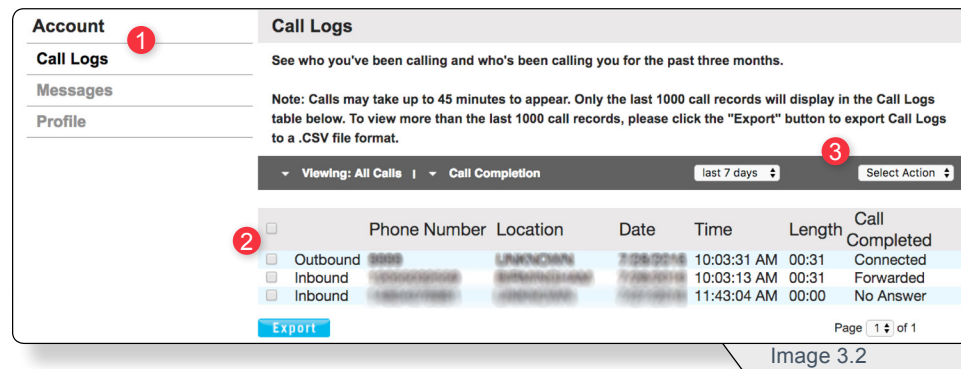 Account
1
Call Logs
Messages
Profile
Call Logs
See who you've been calling and who's been calling you for the past three months.
Note: Calls may take up to 45 minutes to appear. Only the last 1000 call records will display in the Call Logs
table below. To view more than the last 1000 call records, please click the "Export" button to export Call Logs
to a .CSV file format.
3
Viewing: All Calls | Call Completion last 7 days Select Action
2
Phone Number Location Date Time Length Call Completed
Outbound 10:03:31 AM 00:31 Connected
Inbound 10:03:13 AM 00:31 Forwarded
Inbound 11:43:04 AM 00:00 No Answer
Export Page 1 of 1
Image 3.2